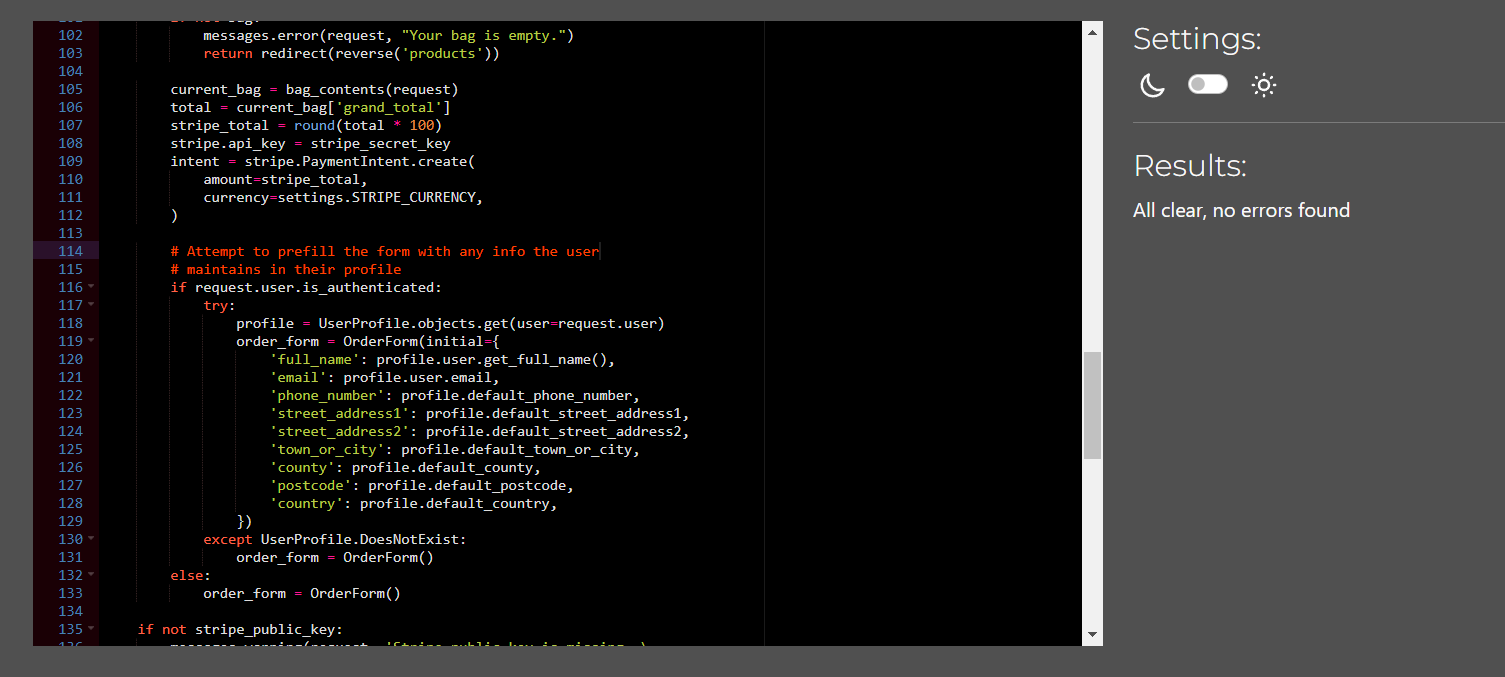 102 messages.error(request, "Your bag is empty.")
103 return redirect(reverse('products'))
104
105 current_bag = bag_contents(request)
106 total = current_bag['grand_total']
107 stripe_total = round(total * 100)
108 stripe.api_key = stripe_secret_key
109 intent = stripe.PaymentIntent.create(
110 amount=stripe_total,
111 currency=settings.STRIPE_CURRENCY,
112 )
113
114 # Attempt to prefill the form with any info the user
115 # maintains in their profile
116 if request.user.is_authenticated:
117 try:
118 profile = UserProfile.objects.get(user=request.user)
119 order_form = OrderForm(initial={
120 'full_name': profile.user.get_full_name(),
121 'email': profile.user.email,
122 'phone_number': profile.default_phone_number,
123 'street_address1': profile.default_street_address1,
124 'street_address2': profile.default_street_address2,
125 'town_or_city': profile.default_town_or_city,
126 'county': profile.default_county,
127 'postcode': profile.default_postcode,
128 'country': profile.default_country,
129 })
130 except UserProfile.DoesNotExist:
131 order_form = OrderForm()
132 else:
133 order_form = OrderForm()
134
135 if not stripe_public_key:
Settings:
Results:
All clear, no errors found